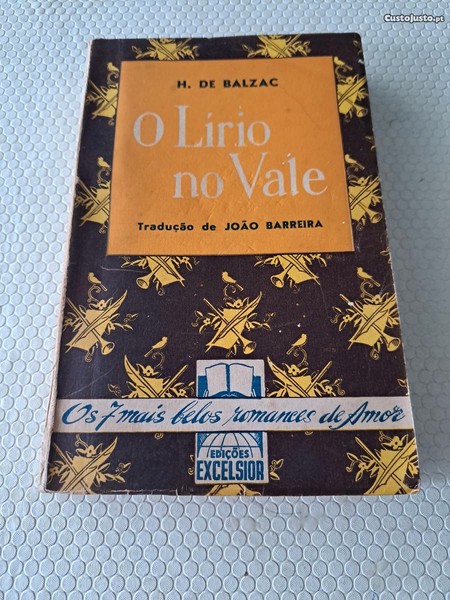 CustoJusto.pt
H. DE BALZAC
O Lírio
no Vale
Tradução de JOÃO BARREIRA
Os 7 mais belos romances de Amor
EDIÇÕES
EXCELSIOR